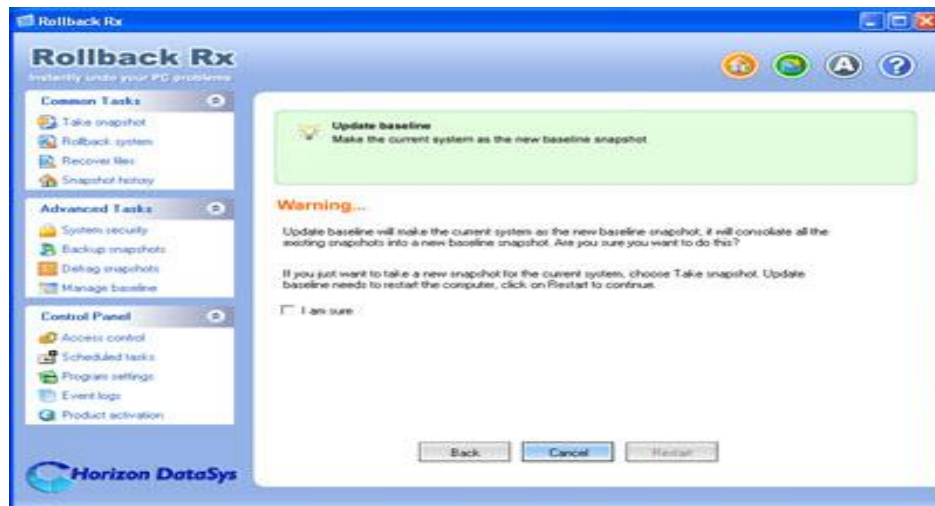 Rollback Rx
Rollback Rx
Instantly undo your PC problems
Common Tasks
Take snapshot
Rollback system
Recover files
Snapshot history
Advanced Tasks
System security
Backup snapshots
Defrag snapshots
Manage baseline
Control Panel
Access control
Scheduled tasks
Program settings
Event logs
Product activation
Horizon DataSys
A
?
Update baseline
Make the current system as the new baseline snapshot
Warning...
Update baseline will make the current system as the new baseline snapshot, it will consolidate all the
existing snapshots into a new baseline snapshot. Are you sure you want to do this?
If you just want to take a new snapshot for the current system, choose Take snapshot. Update
baseline needs to restart the computer, click on Restart to continue.
I am sure
Back
Cancel
Restart